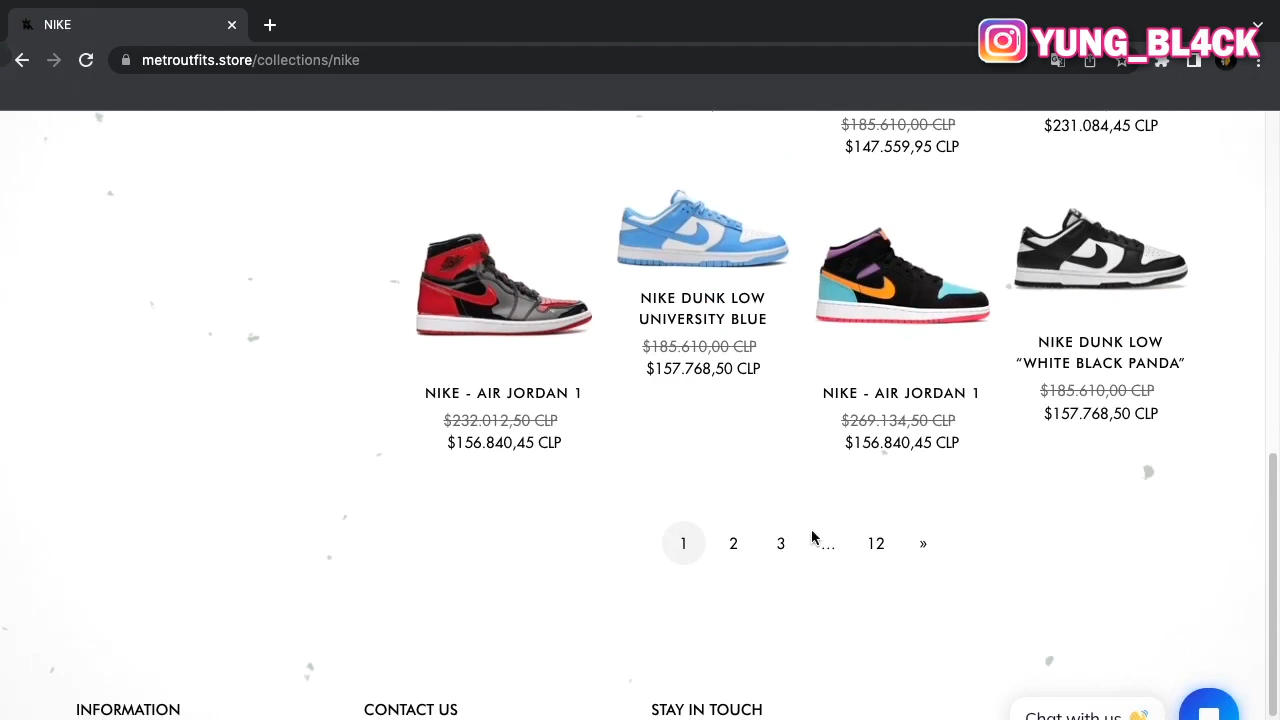 NIKE
YUNG_BL4CK
metroutfits.store/collections/nike
$185.610,00 CLP
$147.559,95 CLP
$231.084,45 CLP
NIKE - AIR JORDAN 1
$232.012,50 CLP
$156.840,45 CLP
NIKE DUNK LOW
UNIVERSITY BLUE
$185.610,00 CLP
$157.768,50 CLP
NIKE - AIR JORDAN 1
$269.134,50 CLP
$156.840,45 CLP
NIKE DUNK LOW
“WHITE BLACK PANDA”
$185.610,00 CLP
$157.768,50 CLP
1 2 3 ... 12 »
INFORMATION
CONTACT US
STAY IN TOUCH
Chat with us 👋